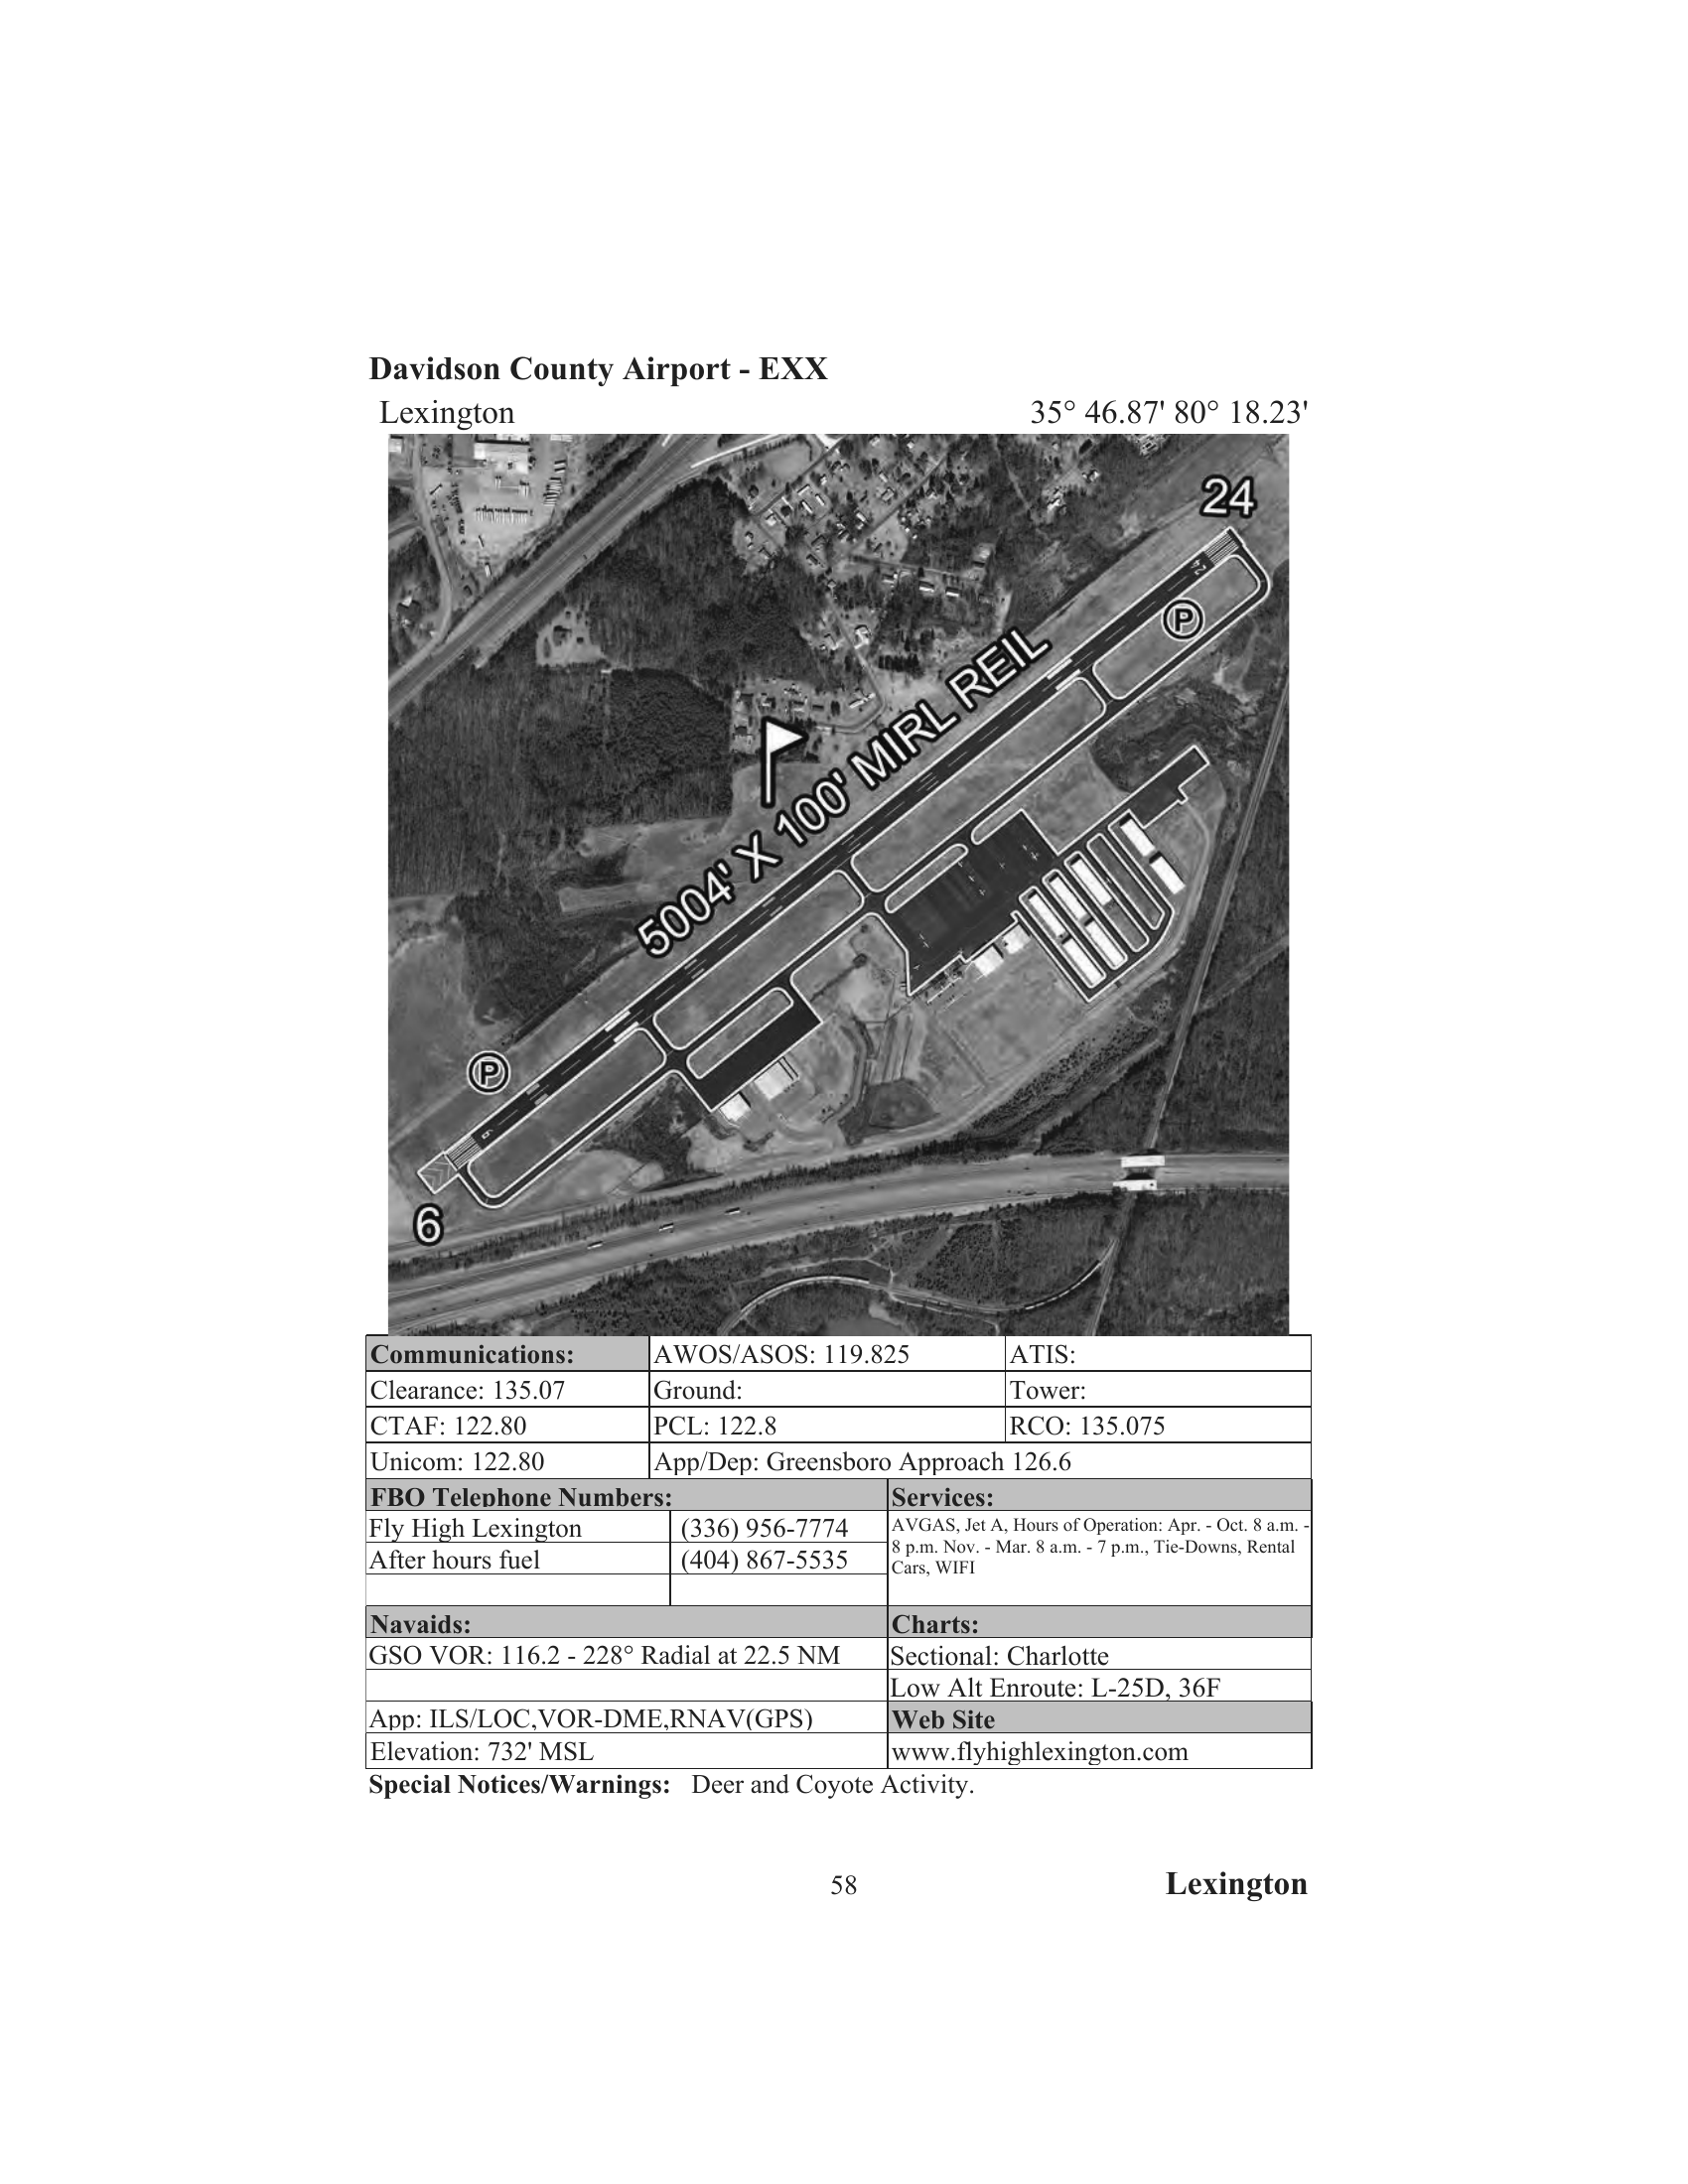 Davidson County Airport - EXX
Lexington 35° 46.87' 80° 18.23'
24
24
P
5004' X 100' MIRL REIL
P
6
6
Communications: AWOS/ASOS: 119.825 ATIS:
Clearance: 135.07 Ground: Tower:
CTAF: 122.80 PCL: 122.8 RCO: 135.075
Unicom: 122.80 App/Dep: Greensboro Approach 126.6
FBO Telephone Numbers: Services:
Fly High Lexington (336) 956-7774 AVGAS, Jet A, Hours of Operation: Apr. - Oct. 8 a.m. -
8 p.m. Nov. - Mar. 8 a.m. - 7 p.m., Tie-Downs, Rental
After hours fuel (404) 867-5535 Cars, WIFI
Navaids: Charts:
GSO VOR: 116.2 - 228° Radial at 22.5 NM Sectional: Charlotte
Low Alt Enroute: L-25D, 36F
App: ILS/LOC,VOR-DME,RNAV(GPS) Web Site
Elevation: 732' MSL www.flyhighlexington.com
Special Notices/Warnings: Deer and Coyote Activity.
58 Lexington